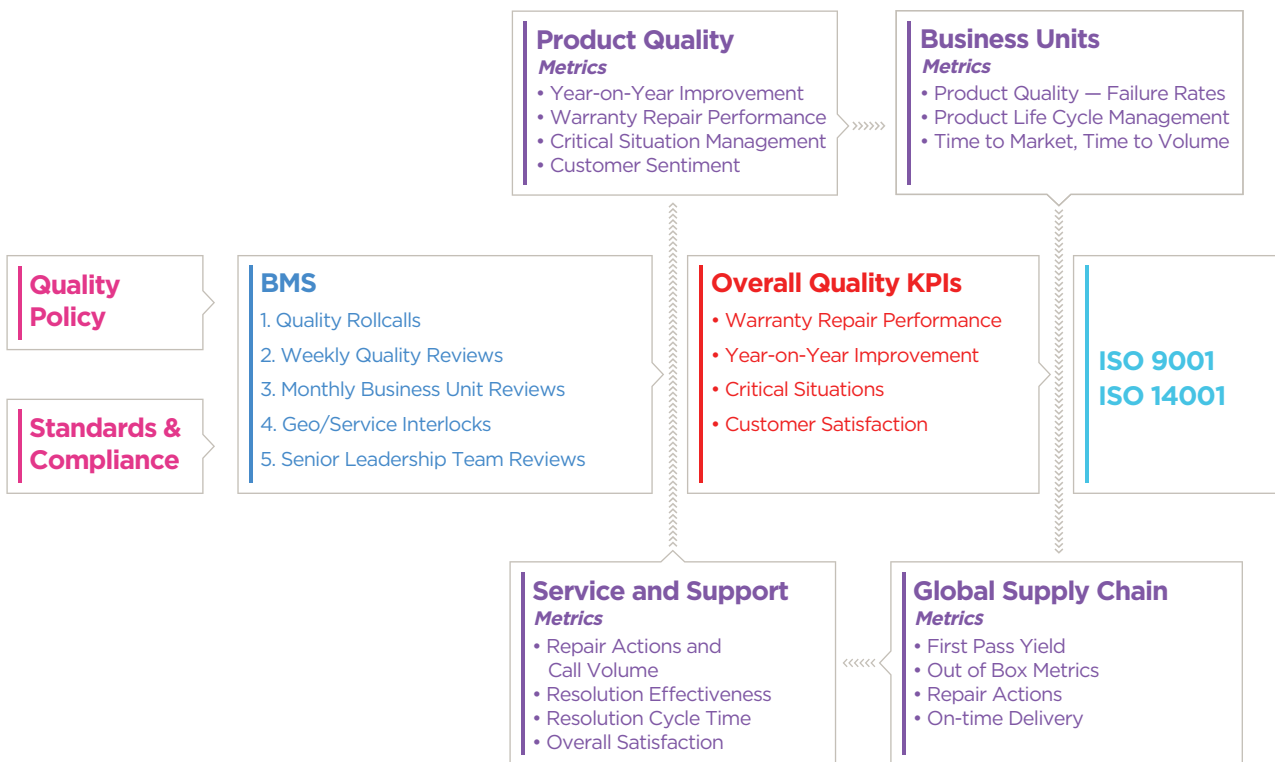 Product Quality
Metrics
• Year-on-Year Improvement
• Warranty Repair Performance
• Critical Situation Management
• Customer Sentiment
Business Units
Metrics
• Product Quality — Failure Rates
• Product Life Cycle Management
• Time to Market, Time to Volume
Quality
Policy
Standards &
Compliance
BMS
1. Quality Rollcalls
2. Weekly Quality Reviews
3. Monthly Business Unit Reviews
4. Geo/Service Interlocks
5. Senior Leadership Team Reviews
Overall Quality KPIs
• Warranty Repair Performance
• Year-on-Year Improvement
• Critical Situations
• Customer Satisfaction
ISO 9001
ISO 14001
Service and Support
Metrics
• Repair Actions and
Call Volume
• Resolution Effectiveness
• Resolution Cycle Time
• Overall Satisfaction
Global Supply Chain
Metrics
• First Pass Yield
• Out of Box Metrics
• Repair Actions
• On-time Delivery